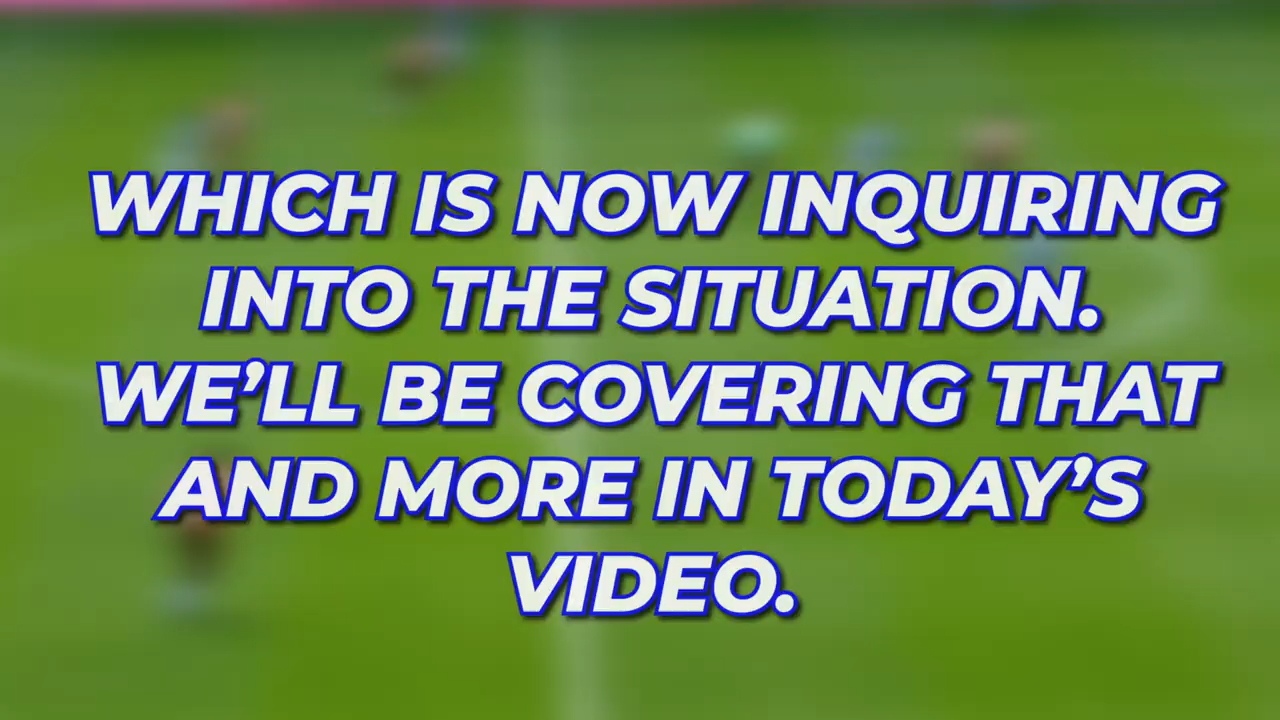 WHICH IS NOW INQUIRING
INTO THE SITUATION.
WE’LL BE COVERING THAT
AND MORE IN TODAY’S
VIDEO.